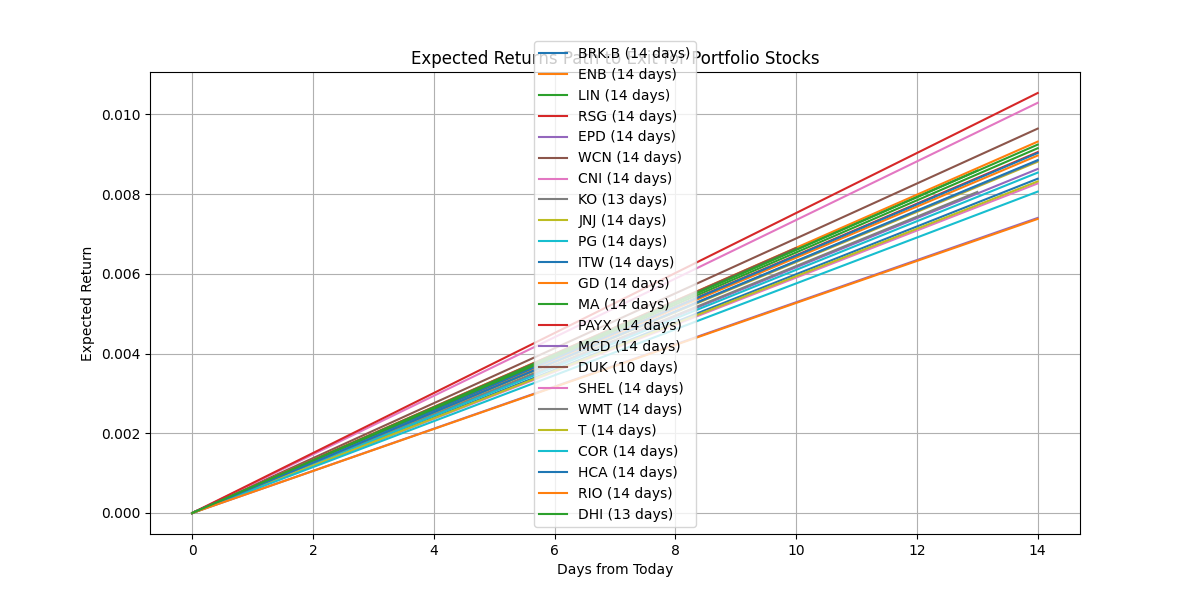 Expected Returns Path to Exit for Portfolio Stocks
BRK.B (14 days)
ENB (14 days)
LIN (14 days)
RSG (14 days)
EPD (14 days)
WCN (14 days)
CNI (14 days)
KO (13 days)
JNJ (14 days)
PG (14 days)
ITW (14 days)
GD (14 days)
MA (14 days)
PAYX (14 days)
MCD (14 days)
DUK (10 days)
SHEL (14 days)
WMT (14 days)
T (14 days)
COR (14 days)
HCA (14 days)
RIO (14 days)
DHI (13 days)
Expected Return
0.010
0.008
0.006
0.004
0.002
0.000
0 2 4 6 8 10 12 14
Days from Today